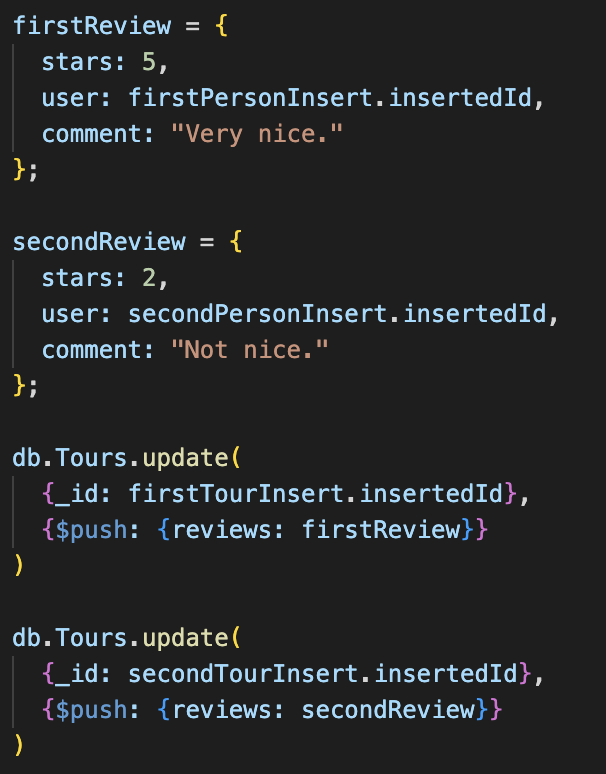 firstReview = {
  stars: 5,
  user: firstPersonInsert.insertedId,
  comment: "Very nice."
};

secondReview = {
  stars: 2,
  user: secondPersonInsert.insertedId,
  comment: "Not nice."
};

db.Tours.update(
  {_id: firstTourInsert.insertedId},
  {$push: {reviews: firstReview}}
)

db.Tours.update(
  {_id: secondTourInsert.insertedId},
  {$push: {reviews: secondReview}}
)